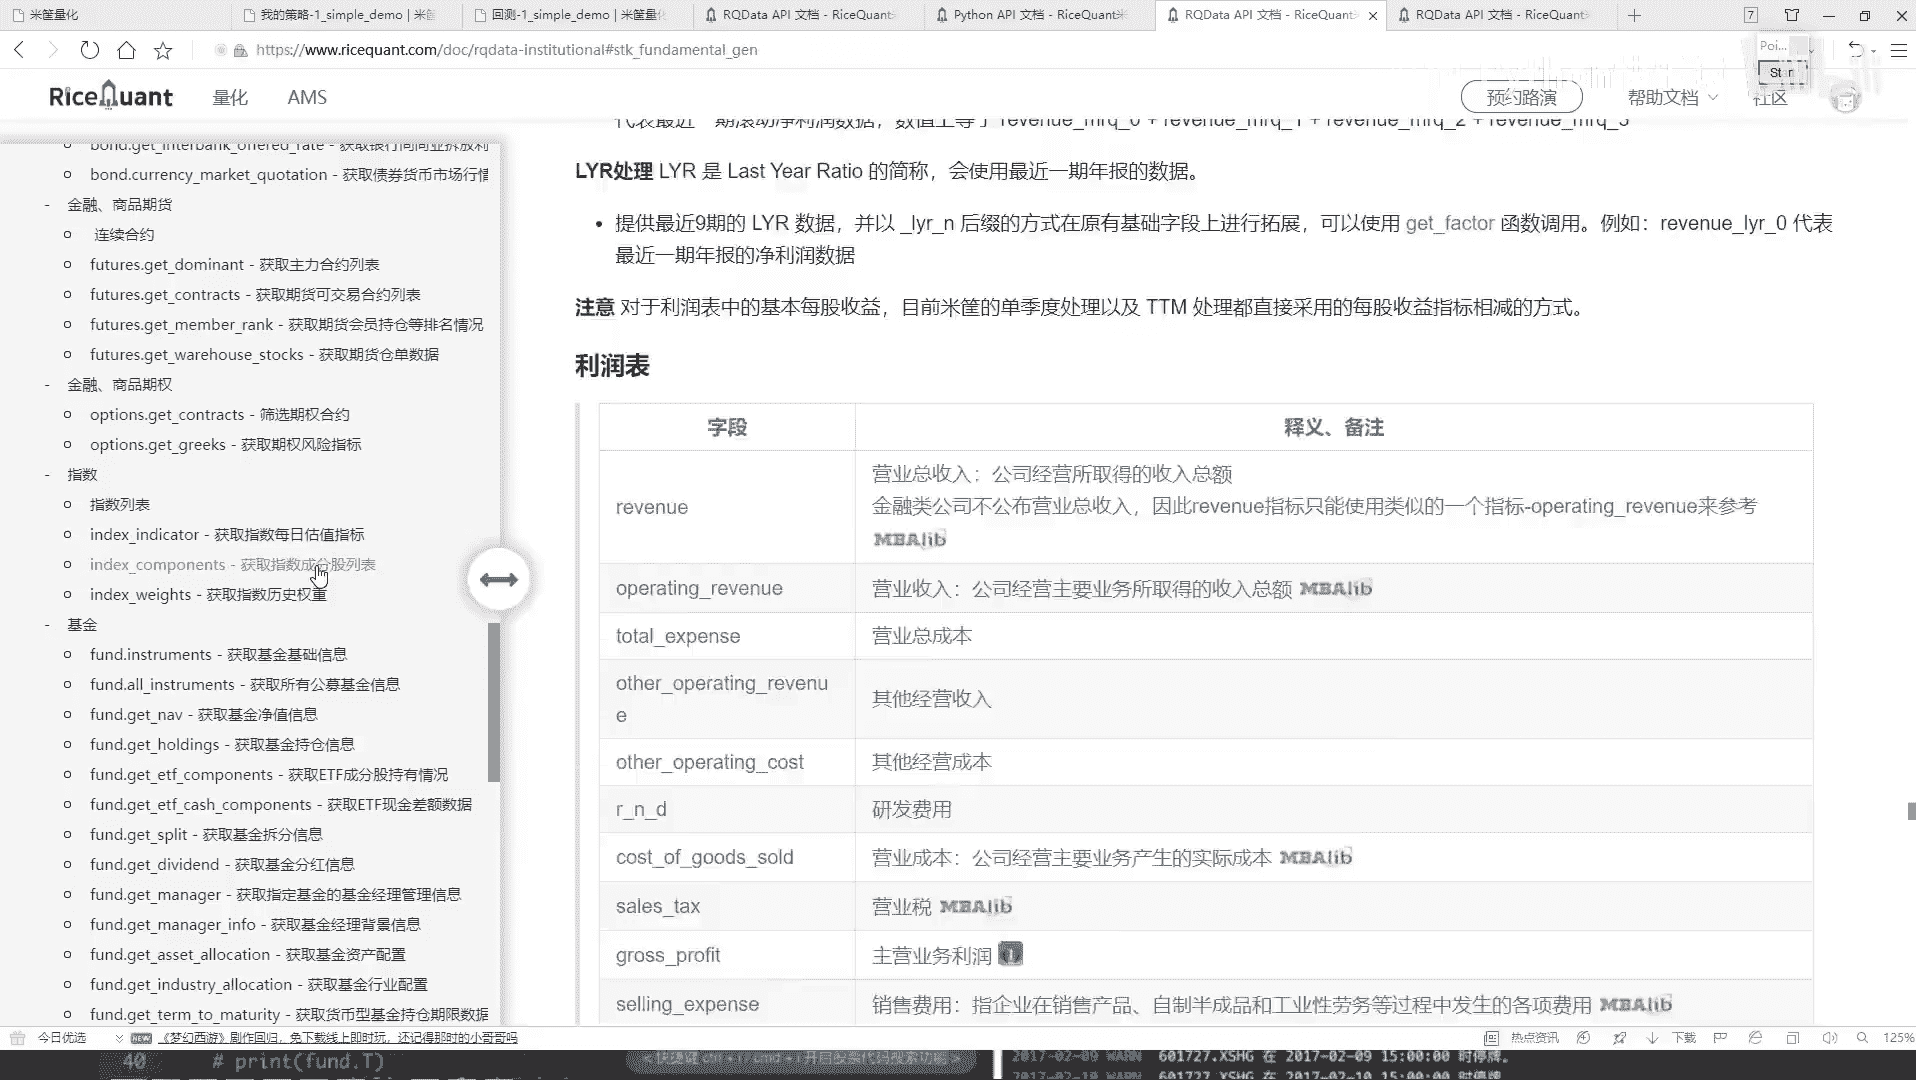 米筐量化
我的策略-1_simple_demo | 米筐
回测-1_simple_demo | 米筐量化
RQData API 文档 - RiceQuant
Python API 文档 - RiceQuant米
RQData API 文档 - RiceQuant
RQData API 文档 - RiceQuant
7
https://www.ricequant.com/doc/rqdata-institutional#stk_fundamental_gen
Poi...
Start
RiceQuant
量化
AMS
预约路演
帮助文档
社区
bond.get_interbank_offered_rate - 获取银行间同业拆放利
bond.currency_market_quotation - 获取债券货币市场行情
- 金融、商品期货
连续合约
futures.get_dominant - 获取主力合约列表
futures.get_contracts - 获取期货可交易合约列表
futures.get_member_rank - 获取期货会员持仓等排名情况
futures.get_warehouse_stocks - 获取期货仓单数据
- 金融、商品期权
options.get_contracts - 筛选期权合约
options.get_greeks - 获取期权风险指标
- 指数
指数列表
index_indicator - 获取指数每日估值指标
index_components - 获取指数成分股列表
index_weights - 获取指数历史权重
- 基金
fund.instruments - 获取基金基础信息
fund.all_instruments - 获取所有公募基金信息
fund.get_nav - 获取基金净值信息
fund.get_holdings - 获取基金持仓信息
fund.get_etf_components - 获取ETF成分股持有情况
fund.get_etf_cash_components - 获取ETF现金差额数据
fund.get_split - 获取基金拆分信息
fund.get_dividend - 获取基金分红信息
fund.get_manager - 获取指定基金的基金经理管理信息
fund.get_manager_info - 获取基金经理背景信息
fund.get_asset_allocation - 获取基金资产配置
fund.get_industry_allocation - 获取基金行业配置
fund.get_term_to_maturity - 获取货币型基金持仓期限数据
代表最近一期滚动净利润数据，数值上等于 revenue_mrq_0 + revenue_mrq_1 + revenue_mrq_2 + revenue_mrq_3
LYR处理 LYR 是 Last Year Ratio 的简称，会使用最近一期年报的数据。
• 提供最近9期的 LYR 数据，并以 _lyr_n 后缀的方式在原有基础字段上进行拓展，可以使用 get_factor 函数调用。例如：revenue_lyr_0 代表
最近一期年报的净利润数据
注意 对于利润表中的基本每股收益，目前米筐的单季度处理以及 TTM 处理都直接采用的每股收益指标相减的方式。
利润表
字段
释义、备注
revenue
营业总收入：公司经营所取得的收入总额
金融类公司不公布营业总收入，因此revenue指标只能使用类似的一个指标-operating_revenue来参考
MBAlib
operating_revenue
营业收入：公司经营主要业务所取得的收入总额 MBAlib
total_expense
营业总成本
other_operating_revenu
e
其他经营收入
other_operating_cost
其他经营成本
r_n_d
研发费用
cost_of_goods_sold
营业成本：公司经营主要业务产生的实际成本 MBAlib
sales_tax
营业税 MBAlib
gross_profit
主营业务利润
selling_expense
销售费用：指企业在销售产品、自制半成品和工业性劳务等过程中发生的各项费用 MBAlib
今日优选
NEW 《梦幻西游》剧作回归，免下载线上即时玩，还记得那时的小哥哥吗
热点资讯
下载
125%
40 # print(fund.T)
2017-02-09 WARN 601727.XSHG 在 2017-02-09 15:00:00 时停牌。
2017-02-10 WARN 601727.XSHG 在 2017-02-10 15:00:00 时停牌。